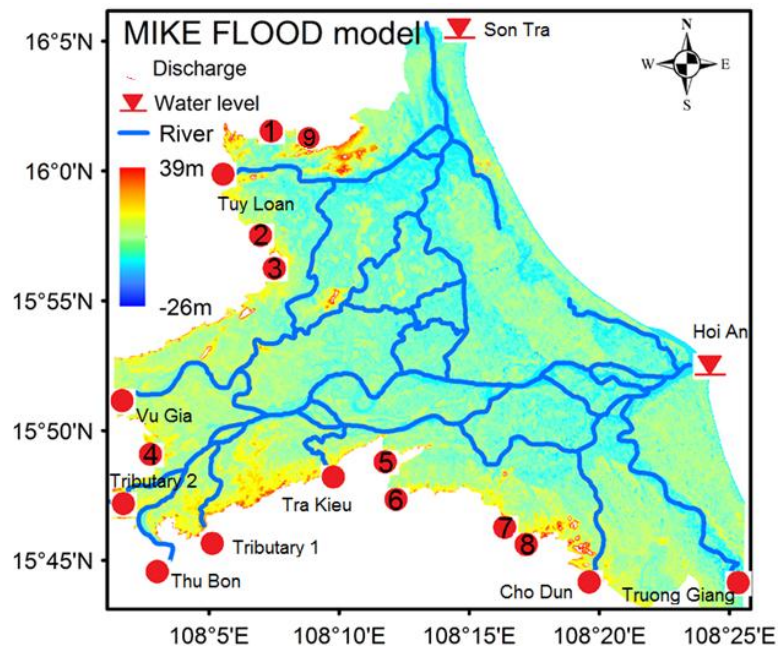 MIKE FLOOD model
Son Tra
N
W E
S
Discharge
Water level
River
39m
-26m
1
9
Tuy Loan
2
3
Hoi An
Vu Gia
4
5
Tributary 2
Tra Kieu
6
7
8
Tributary 1
Thu Bon
Cho Dun
Truong Giang
16°5'N
16°0'N
15°55'N
15°50'N
15°45'N
108°5'E 108°10'E 108°15'E 108°20'E 108°25'E